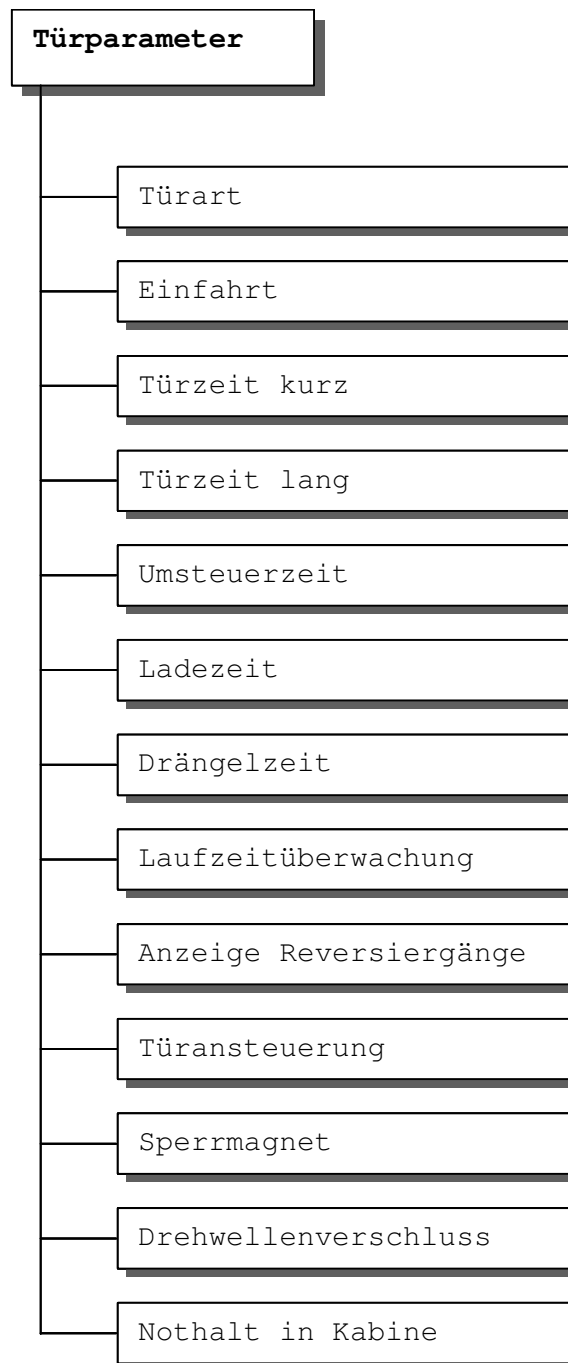 Türparameter
Türart
Einfahrt
Türzeit kurz
Türzeit lang
Umsteuerzeit
Ladezeit
Drängelzeit
Laufzeitüberwachung
Anzeige Reversiergänge
Türansteuerung
Sperrmagnet
Drehwellenverschluss
Nothalt in Kabine